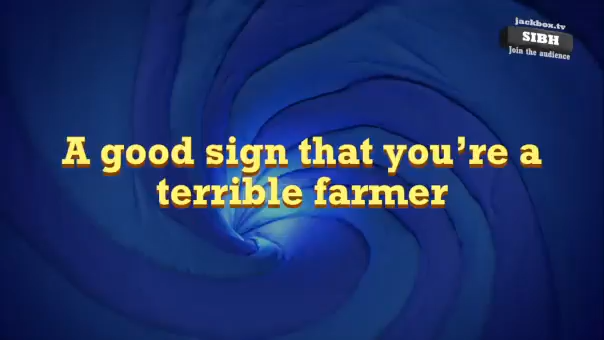 jackbox.tv
SIBH
Join the audience
A good sign that you're a
terrible farmer